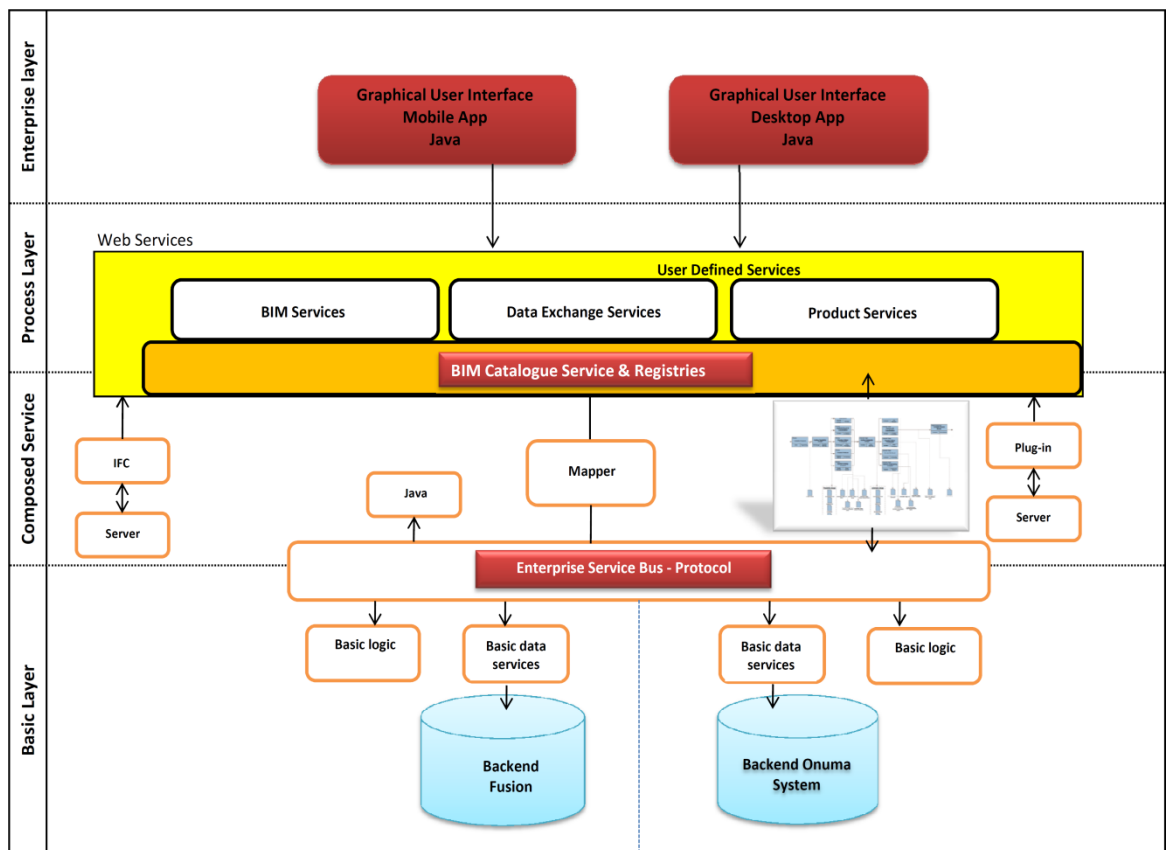 Enterprise layer
Graphical User Interface
Mobile App
Java
Graphical User Interface
Desktop App
Java
Process Layer
Web Services
User Defined Services
BIM Services
Data Exchange Services
Product Services
BIM Catalogue Service & Registries
Composed Service
IFC
Server
Java
Mapper
Plug-in
Server
Enterprise Service Bus - Protocol
Basic Layer
Basic logic
Basic data
services
Basic data
services
Basic logic
Backend
Fusion
Backend Onuma
System